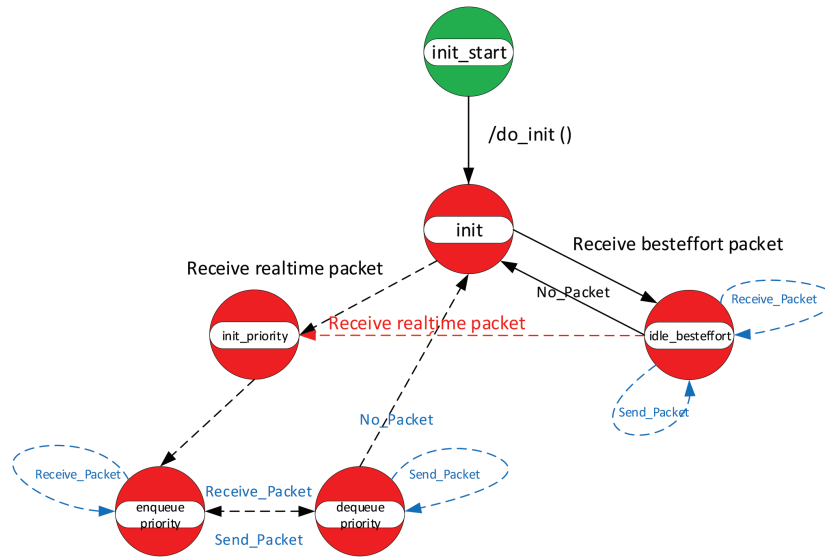 init_start
/do_init ()
init
Receive besteffort packet
Receive realtime packet
No_Packet
Receive_Packet
Receive realtime packet
init_priority
idle_besteffort
Send_Packet
No_Packet
Receive_Packet
Send_Packet
Receive_Packet
enqueue
priority
dequeue
priority
Send_Packet